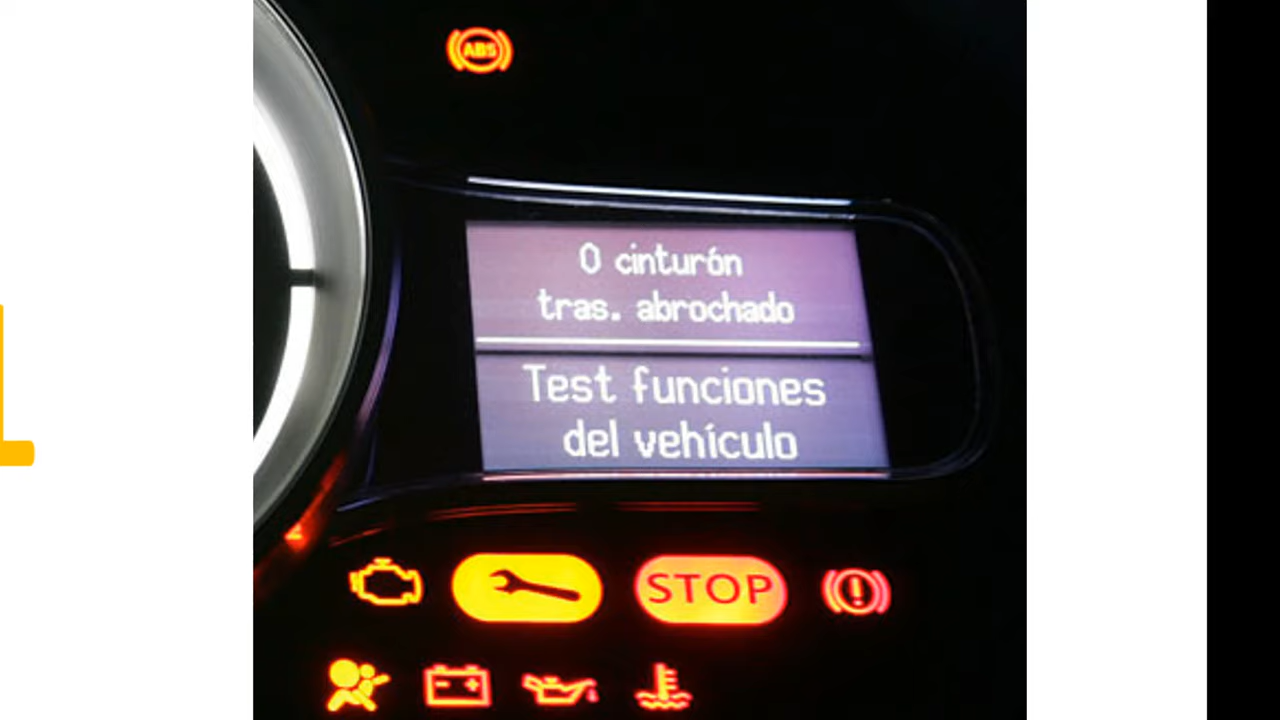 ABS
0 cinturón
tras. abrochado
Test funciones
del vehículo
STOP